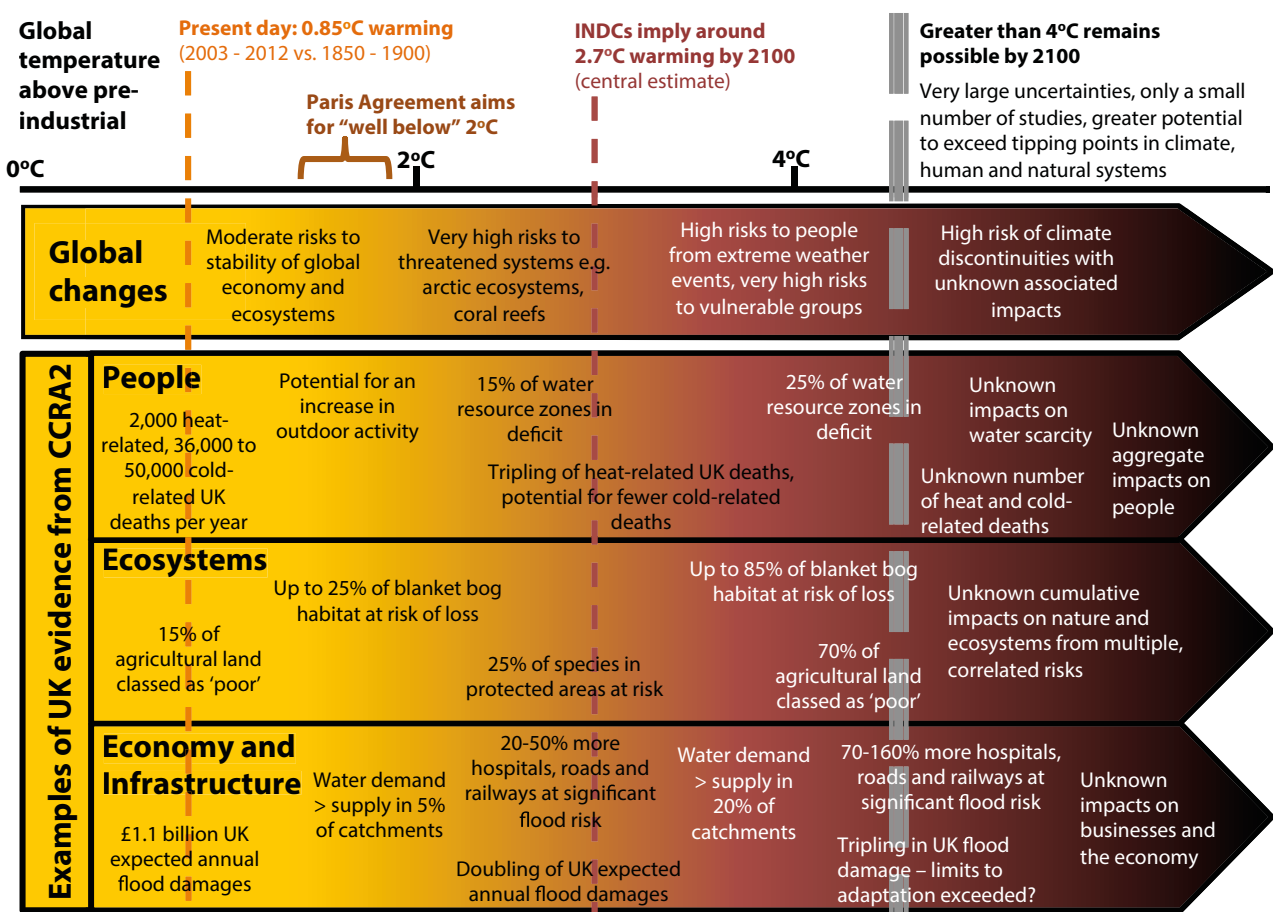 Global
temperature
above pre-
industrial
Present day: 0.85ºC warming
(2003 - 2012 vs. 1850 - 1900)
Paris Agreement aims
for “well below” 2ºC
INDCs imply around
2.7ºC warming by 2100
(central estimate)
Greater than 4ºC remains
possible by 2100
Very large uncertainties, only a small
number of studies, greater potential
to exceed tipping points in climate,
human and natural systems
0ºC
2ºC
4ºC
Global
changes
Moderate risks to
stability of global
economy and
ecosystems
Very high risks to
threatened systems e.g.
arctic ecosystems,
coral reefs
High risks to people
from extreme weather
events, very high risks
to vulnerable groups
High risk of climate
discontinuities with
unknown associated
impacts
Examples of UK evidence from CCRA2
People
2,000 heat-
related, 36,000 to
50,000 cold-
related UK
deaths per year
Potential for an
increase in
outdoor activity
15% of water
resource zones in
deficit
Tripling of heat-related UK deaths,
potential for fewer cold-related
deaths
25% of water
resource zones in
deficit
Unknown
impacts on
water scarcity
Unknown number
of heat and cold-
related deaths
Unknown
aggregate
impacts on
people
Ecosystems
15% of
agricultural land
classed as ‘poor’
Up to 25% of blanket bog
habitat at risk of loss
25% of species in
protected areas at risk
Up to 85% of blanket bog
habitat at risk of loss
70% of
agricultural land
classed as ‘poor’
Unknown cumulative
impacts on nature and
ecosystems from multiple,
correlated risks
Economy and
Infrastructure
£1.1 billion UK
expected annual
flood damages
Water demand
> supply in 5%
of catchments
20-50% more
hospitals, roads and
railways at significant
flood risk
Doubling of UK expected
annual flood damages
Water demand
> supply in
20% of
catchments
70-160% more hospitals,
roads and railways at
significant flood risk
Tripling in UK flood
damage – limits to
adaptation exceeded?
Unknown
impacts on
businesses and
the economy